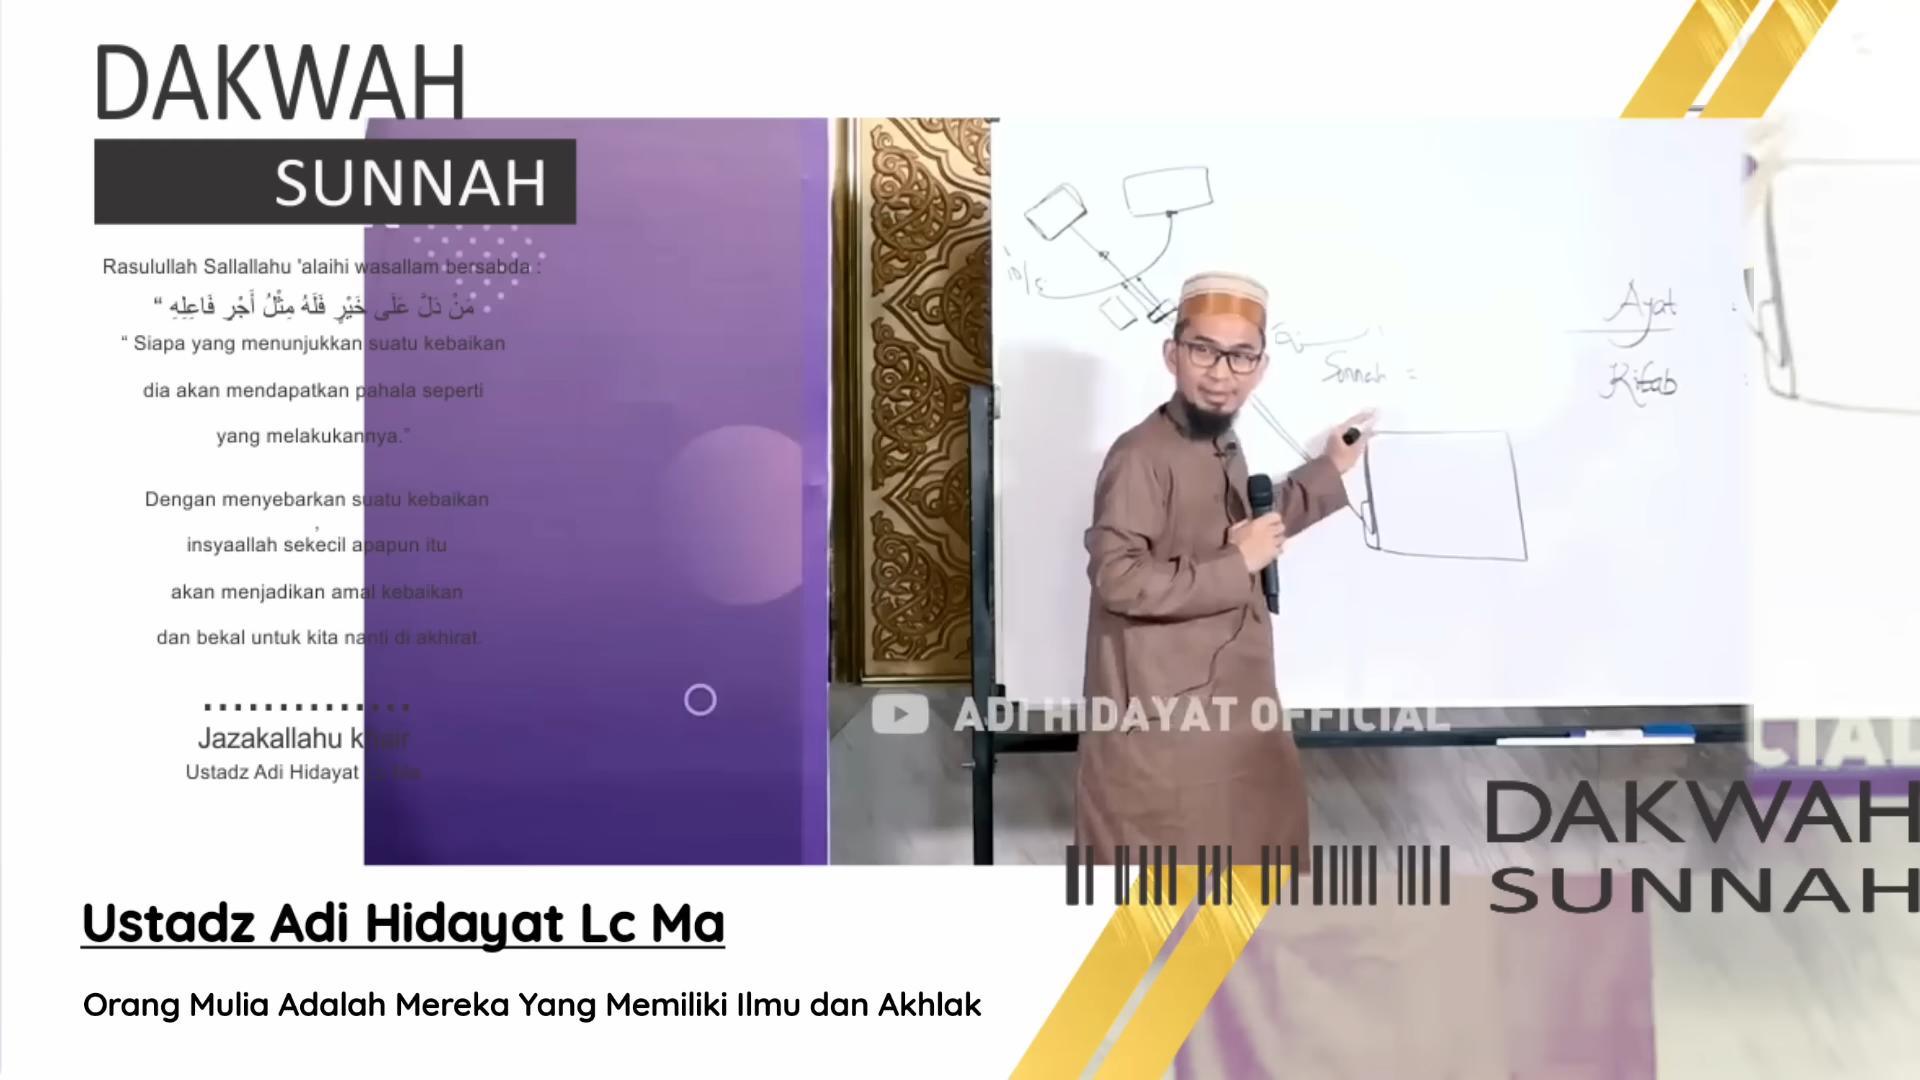 DAKWAH
SUNNAH
Rasulullah Sallallahu 'alaihi wasallam bersabda :
مَنْ دَلَّ عَلَى خَيْرٍ فَلَهُ مِثْلُ أَجْرِ فَاعِلِهِ “
“ Siapa yang menunjukkan suatu kebaikan
dia akan mendapatkan pahala seperti
yang melakukannya.”
Dengan menyebarkan suatu kebaikan
insyaallah sekecil apapun itu
akan menjadikan amal kebaikan
dan bekal untuk kita nanti di akhirat.
Jazakallahu khair
Ustadz Adi Hidayat Lc Ma
Ayat :
Sunnah =
Kitab :
ADI HIDAYAT OFFICIAL
CIAL
DAKWAH
SUNNAH
Ustadz Adi Hidayat Lc Ma
Orang Mulia Adalah Mereka Yang Memiliki Ilmu dan Akhlak